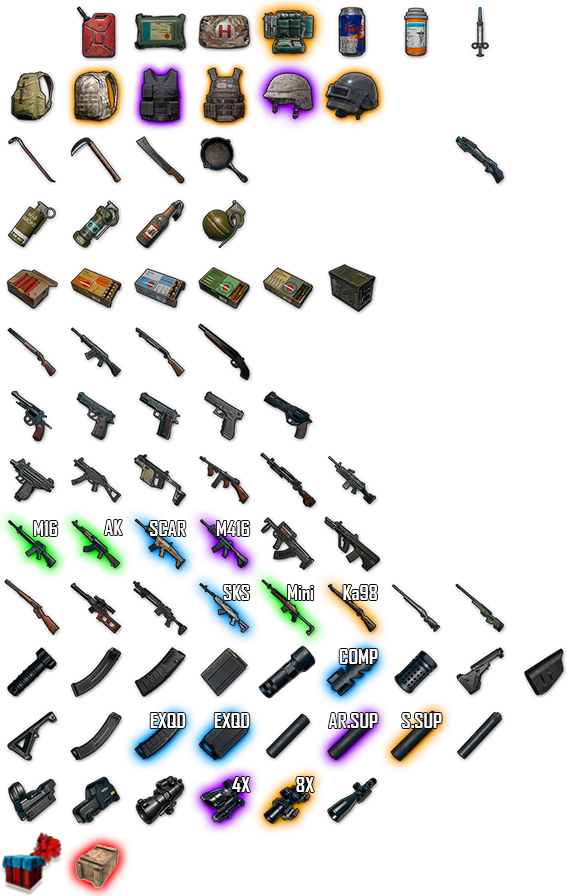 H
M16 AK SCAR M416
SKS Mini Ka98
COMP
EXQD EXQD AR.SUP S.SUP
4X 8X